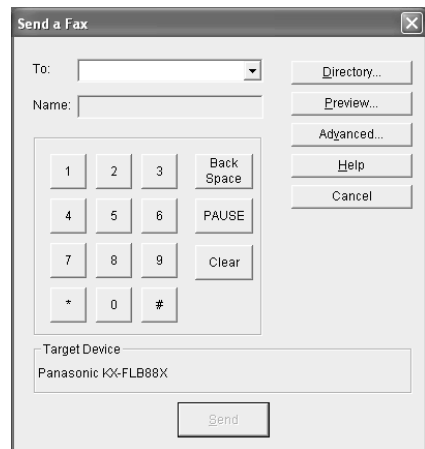 Send a Fax
To:
Directory...
Name:
Preview...
Advanced...
1 2 3 Back Space
Help
Cancel
4 5 6 PAUSE
7 8 9 Clear
* 0 #
Target Device
Panasonic KX-FLB88X
Send